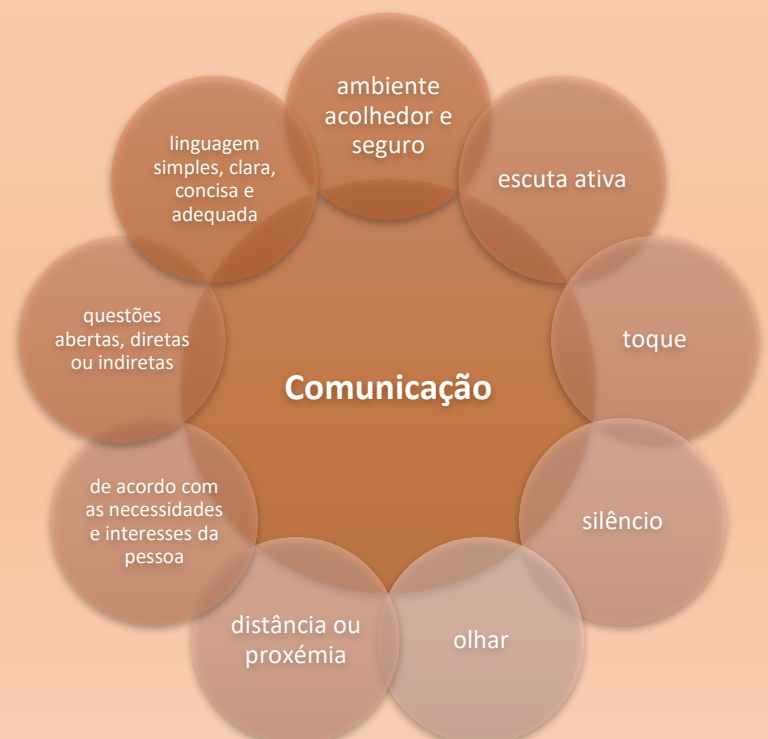 ambiente
acolhedor e
seguro
escuta ativa
toque
silêncio
olhar
distância ou
proxémia
de acordo com
as necessidades
e interesses da
pessoa
questões
abertas, diretas
ou indiretas
linguagem
simples, clara,
concisa e
adequada
Comunicação